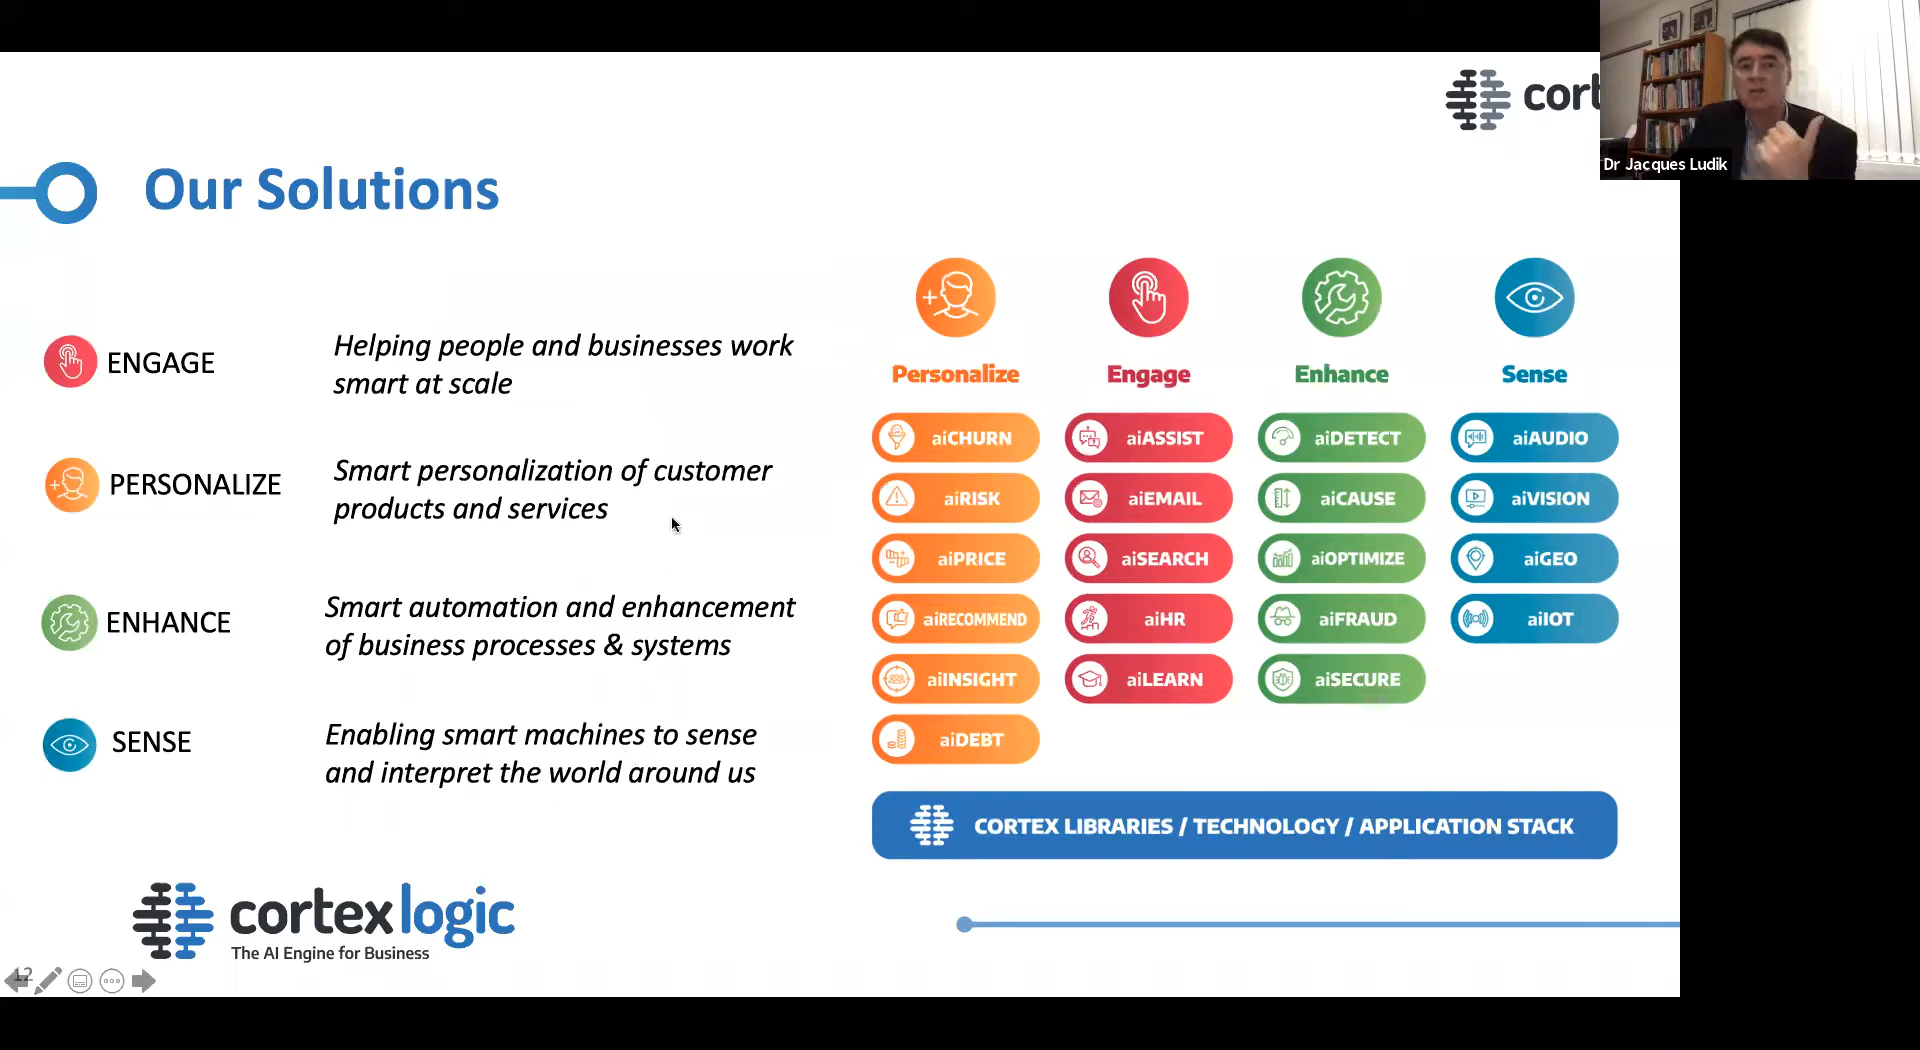 cort
Dr Jacques Ludik
Our Solutions
ENGAGE
Helping people and businesses work
smart at scale
PERSONALIZE
Smart personalization of customer
products and services
ENHANCE
Smart automation and enhancement
of business processes & systems
SENSE
Enabling smart machines to sense
and interpret the world around us
Personalize
aiCHURN
aiRISK
aiPRICE
aiRECOMMEND
aiINSIGHT
aiDEBT
Engage
aiASSIST
aiEMAIL
aiSEARCH
aiHR
aiLEARN
Enhance
aiDETECT
aiCAUSE
aiOPTIMIZE
aiFRAUD
aiSECURE
Sense
aiAUDIO
aiVISION
aiGEO
aiIOT
CORTEX LIBRARIES / TECHNOLOGY / APPLICATION STACK
cortexlogic
The AI Engine for Business
12